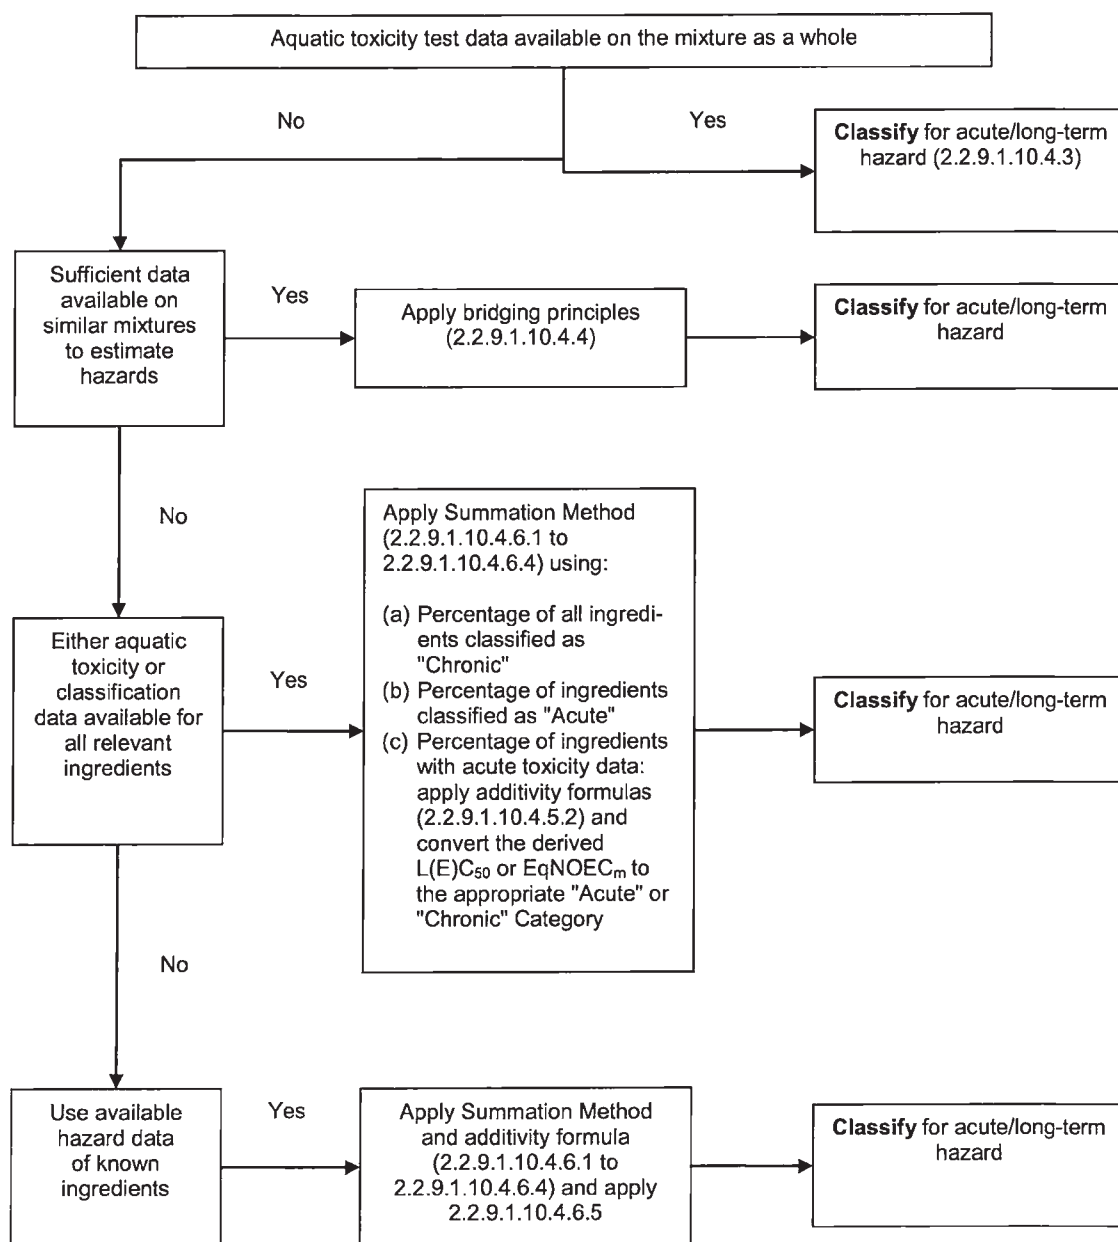 Aquatic toxicity test data available on the mixture as a whole
No
Yes
Classify for acute/long-term
hazard (2.2.9.1.10.4.3)
Sufficient data
available on
similar mixtures
to estimate
hazards
Yes
Apply bridging principles
(2.2.9.1.10.4.4)
Classify for acute/long-term
hazard
No
Either aquatic
toxicity or
classification
data available for
all relevant
ingredients
Yes
Apply Summation Method
(2.2.9.1.10.4.6.1 to
2.2.9.1.10.4.6.4) using:
(a) Percentage of all ingredi-
ents classified as
"Chronic"
(b) Percentage of ingredients
classified as "Acute"
(c) Percentage of ingredients
with acute toxicity data:
apply additivity formulas
(2.2.9.1.10.4.5.2) and
convert the derived
L(E)C₅₀ or EqNOECₘ to
the appropriate "Acute" or
"Chronic" Category
Classify for acute/long-term
hazard
No
Use available
hazard data
of known
ingredients
Yes
Apply Summation Method
and additivity formula
(2.2.9.1.10.4.6.1 to
2.2.9.1.10.4.6.4) and apply
2.2.9.1.10.4.6.5
Classify for acute/long-term
hazard